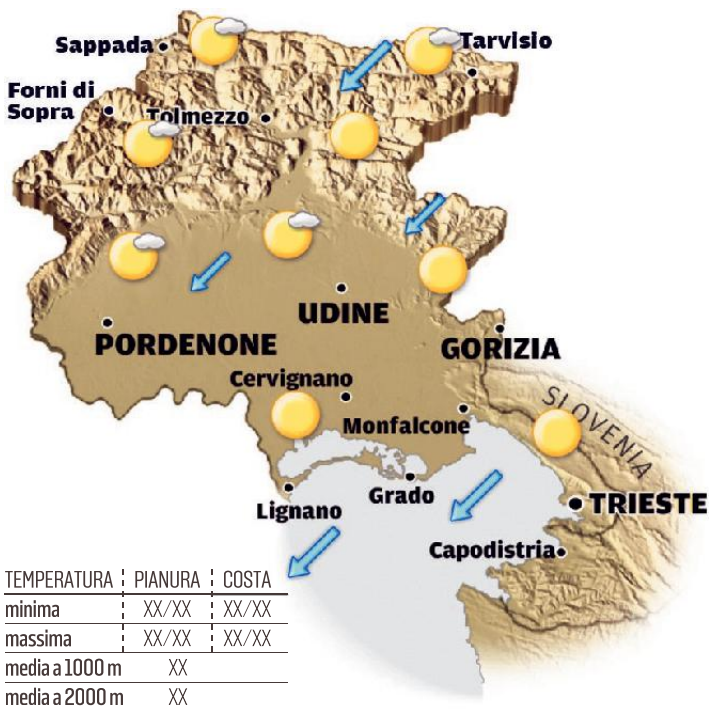 Sappada
Tarvisio
Forni di
Sopra
Tolmezzo
UDINE
PORDENONE
GORIZIA
Cervignano
SLOVENIA
Monfalcone
Grado
Lignano
TRIESTE
Capodistria
TEMPERATURA PIANURA COSTA
minima XX/XX XX/XX
massima XX/XX XX/XX
media a 1000 m XX
media a 2000 m XX